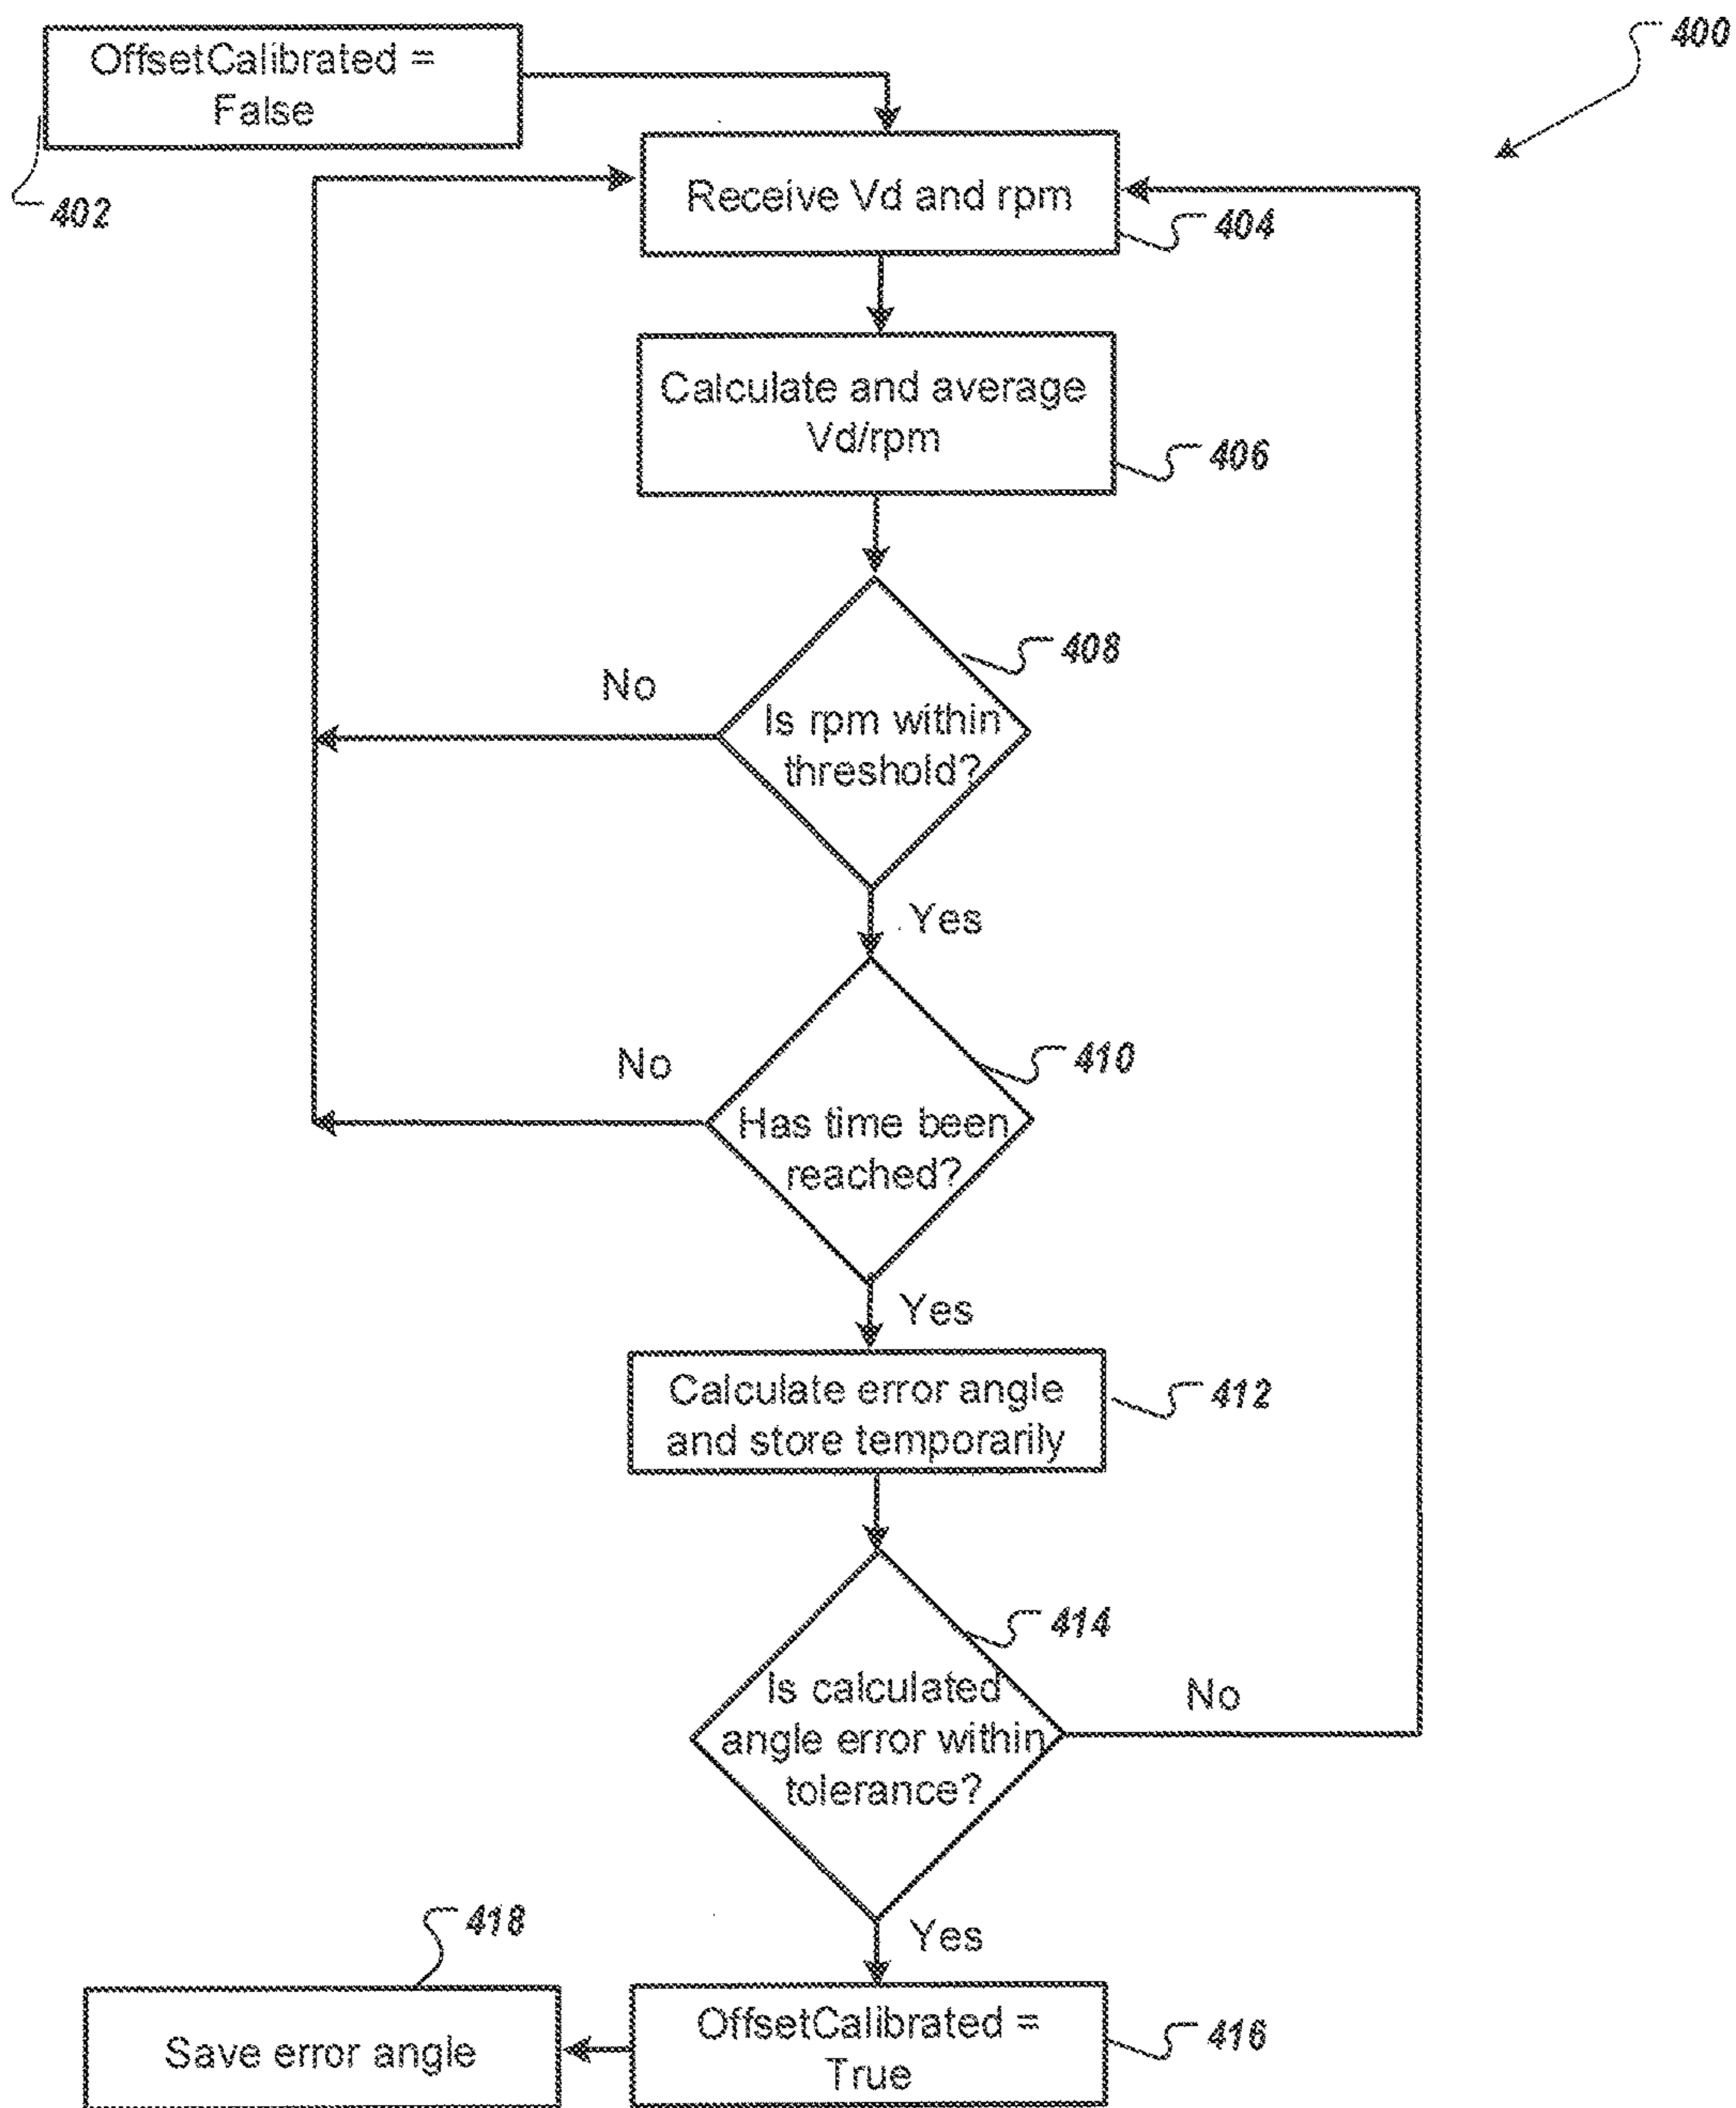 400
OffsetCalibrated =
False
402
Receive Vd and rpm
404
Calculate and average
Vd/rpm
406
408
No
Is rpm within
threshold?
Yes
410
No
Has time been
reached?
Yes
Calculate error angle
and store temporarily
412
414
Is calculated
angle error within
tolerance?
No
Yes
418
OffsetCalibrated =
True
416
Save error angle